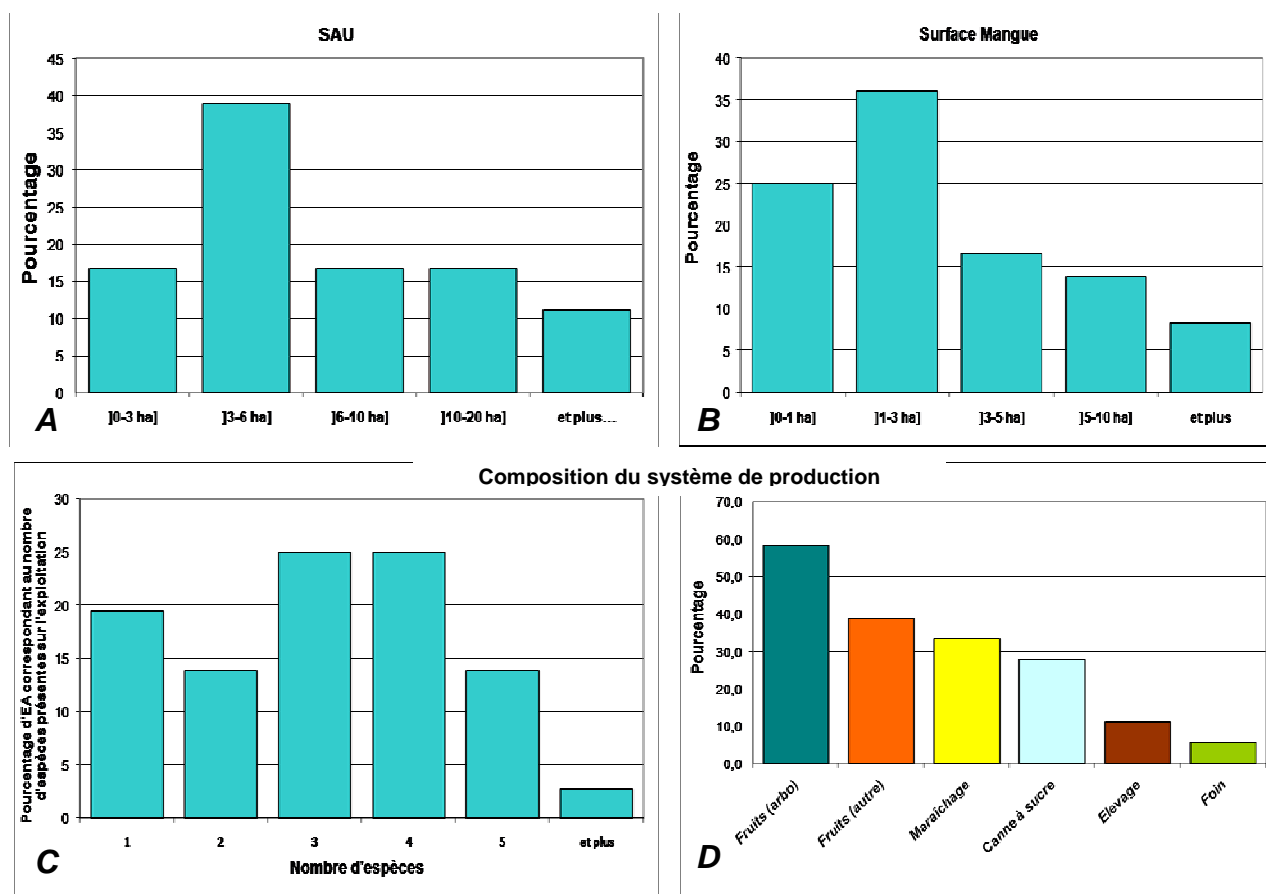 SAU
Pourcentage
45
40
35
30
25
20
15
10
5
0
]0-3 ha]
]3-6 ha]
]6-10 ha]
]10-20 ha]
et plus....
A
Surface Mangue
Pourcentage
40
35
30
25
20
15
10
5
0
]0-1 ha]
]1-3 ha]
]3-5 ha]
]5-10 ha]
et plus
B
Composition du système de production
Pourcentage d'EA correspondant au nombre
d'espèces présentes sur l'exploitation
30
25
20
15
10
5
0
1
2
3
4
5
et plus
Nombre d'espèces
C
Pourcentage
70,0
60,0
50,0
40,0
30,0
20,0
10,0
0,0
Fruits (arbo)
Fruits (autre)
Maraîchage
Canne à sucre
Elevage
Foin
D